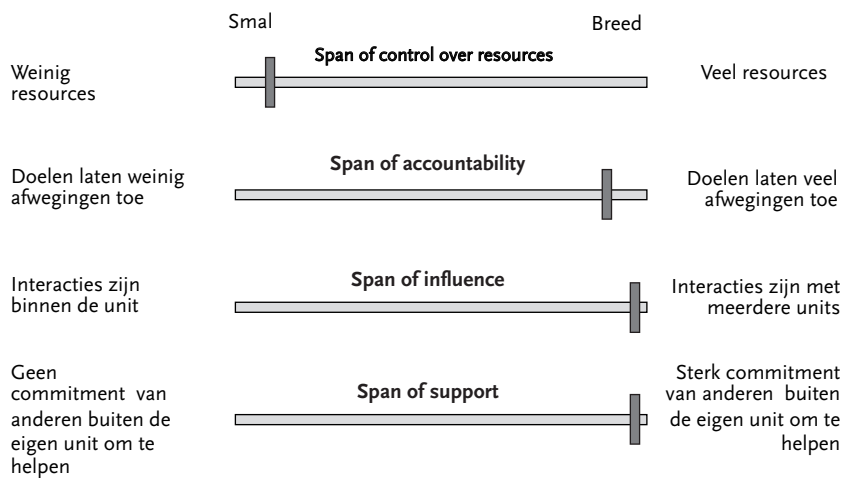 Smal
Breed
Span of control over resources
Weinig
resources
Veel resources
Span of accountability
Doelen laten weinig
afwegingen toe
Doelen laten veel
afwegingen toe
Span of influence
Interacties zijn
binnen de unit
Interacties zijn met
meerdere units
Span of support
Geen
commitment van
anderen buiten de
eigen unit om te
helpen
Sterk commitment
van anderen buiten
de eigen unit om te
helpen